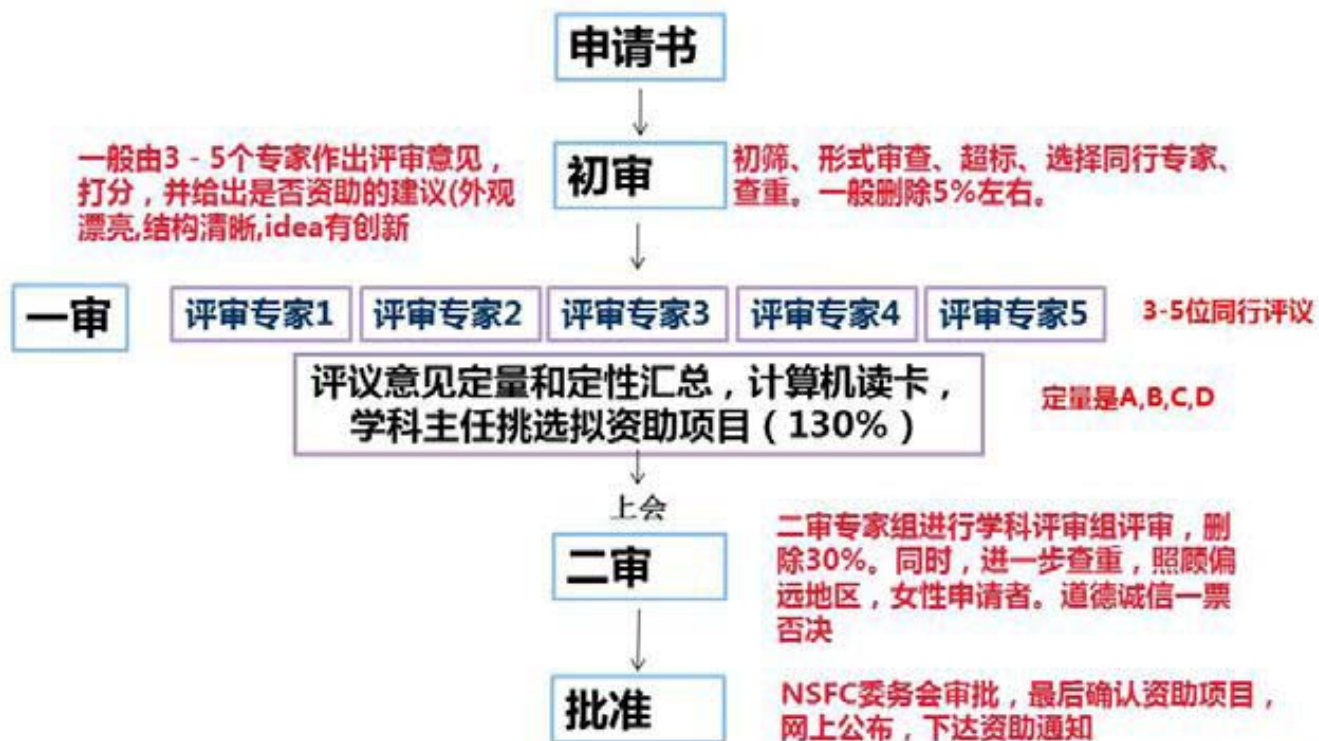 申请书
一般由3 - 5个专家作出评审意见，
打分，并给出是否资助的建议(外观
漂亮,结构清晰,idea有创新
初审
初筛、形式审查、超标、选择同行专家、
查重。一般删除5%左右。
一审
评审专家1
评审专家2
评审专家3
评审专家4
评审专家5
3-5位同行评议
评议意见定量和定性汇总，计算机读卡，
学科主任挑选拟资助项目（130%）
定量是A,B,C,D
上会
二审
二审专家组进行学科评审组评审，删
除30%。同时，进一步查重，照顾偏
远地区，女性申请者。道德诚信一票
否决
批准
NSFC委务会审批，最后确认资助项目，
网上公布，下达资助通知